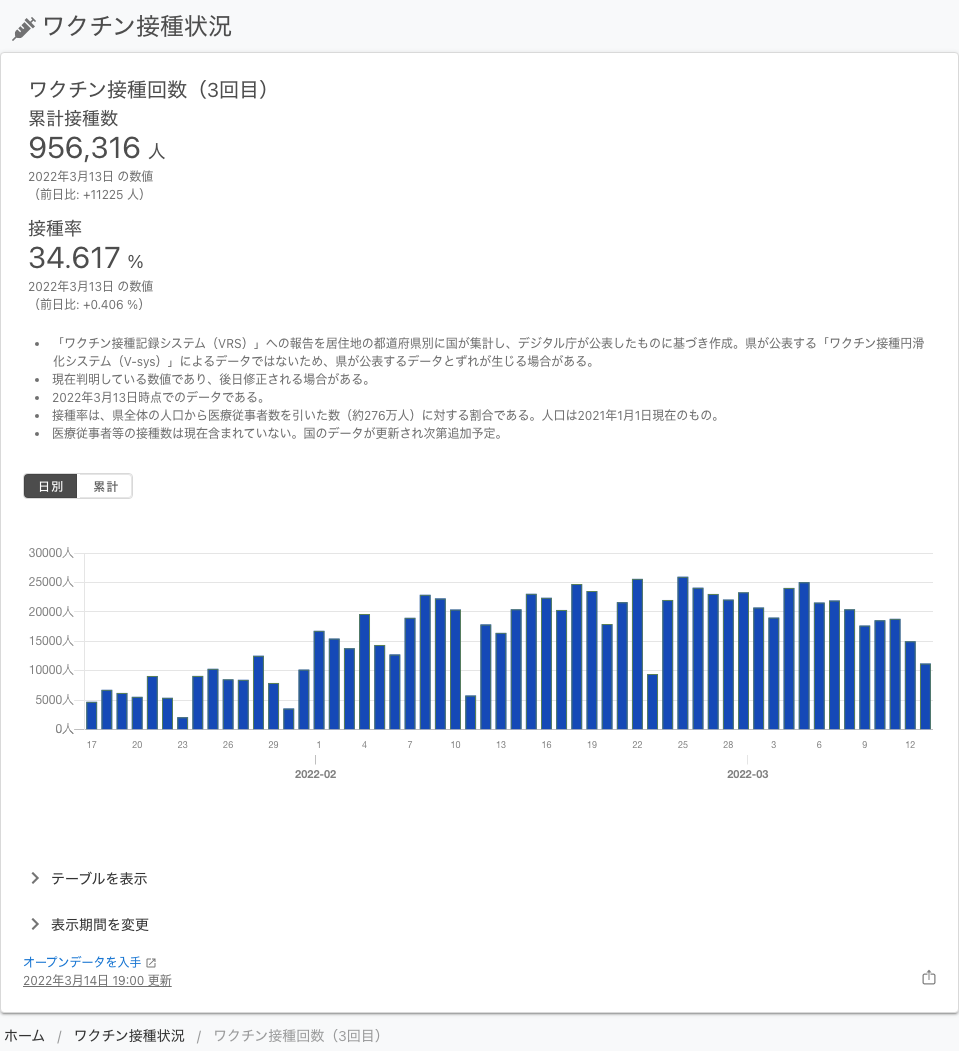 ワクチン接種状況
ワクチン接種回数（3回目）
累計接種数
956,316 人
2022年3月13日 の数値
（前日比: +11225 人）
接種率
34.617 %
2022年3月13日 の数値
（前日比: +0.406 %）
「ワクチン接種記録システム（VRS）」への報告を居住地の都道府県別に国が集計し、デジタル庁が公表したものに基づき作成。県が公表する「ワクチン接種円滑
化システム（V-sys）」によるデータではないため、県が公表するデータとずれが生じる場合がある。
現在判明している数値であり、後日修正される場合がある。
2022年3月13日時点でのデータである。
接種率は、県全体の人口から医療従事者数を引いた数（約276万人）に対する割合である。人口は2021年1月1日現在のもの。
医療従事者等の接種数は現在含まれていない。国のデータが更新され次第追加予定。
日別 累計
30000人
25000人
20000人
15000人
10000人
5000人
0人
17 20 23 26 29 1 4 7 10 13 16 19 22 25 28 3 6 9 12
2022-02 2022-03
テーブルを表示
表示期間を変更
オープンデータを入手
2022年3月14日 19:00 更新
ホーム / ワクチン接種状況 / ワクチン接種回数（3回目）